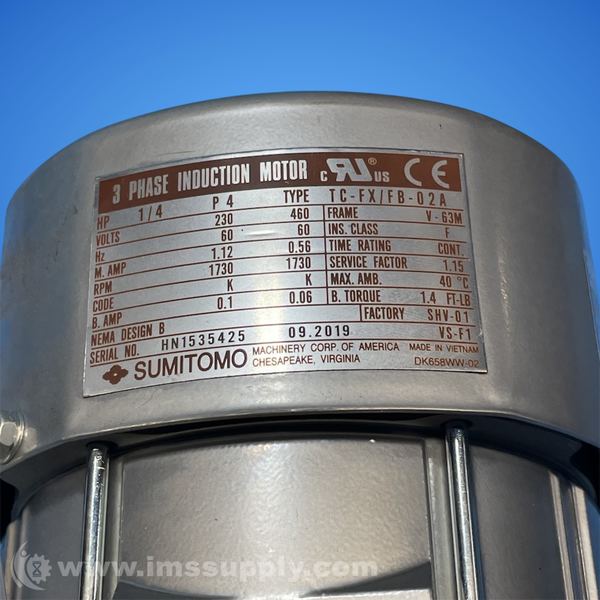 3 PHASE INDUCTION MOTOR c RU ® US CE
HP 1/4 P 4 TYPE TC-FX/FB-02A
VOLTS 230 460 FRAME V-63M
Hz 60 60 INS. CLASS F
M. AMP 1.12 0.56 TIME RATING CONT.
RPM 1730 1730 SERVICE FACTOR 1.15
CODE K K MAX. AMB. 40 °C
B. AMP 0.1 0.06 B. TORQUE 1.4 FT-LB
NEMA DESIGN B FACTORY SHV-01
SERIAL NO. HN1535425 09.2019 VS-F1
SUMITOMO MACHINERY CORP. OF AMERICA MADE IN VIETNAM
CHESAPEAKE, VIRGINIA DK658WW-02
www.imssupply.com